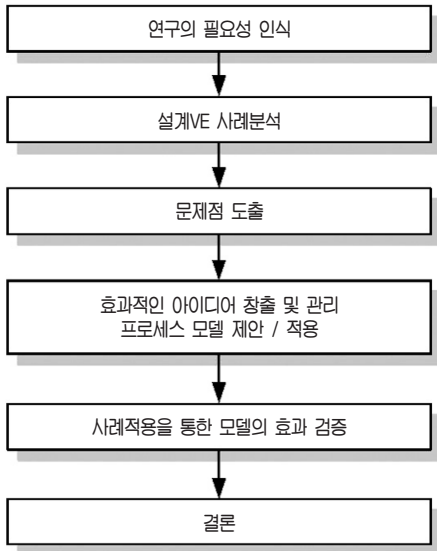 연구의 필요성 인식
설계VE 사례분석
문제점 도출
효과적인 아이디어 창출 및 관리
프로세스 모델 제안 / 적용
사례적용을 통한 모델의 효과 검증
결론